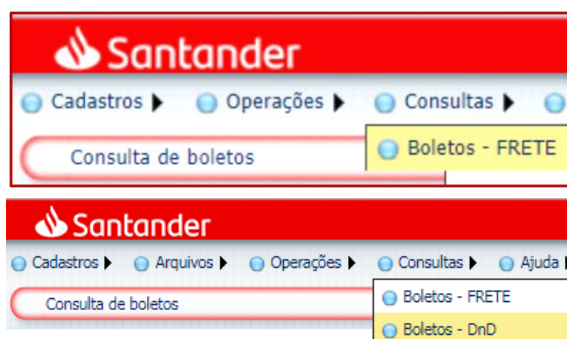 Santander
Cadastros Operações Consultas
Consulta de boletos
Boletos - FRETE
Santander
Cadastros Arquivos Operações Consultas Ajuda
Consulta de boletos
Boletos - FRETE
Boletos - DnD